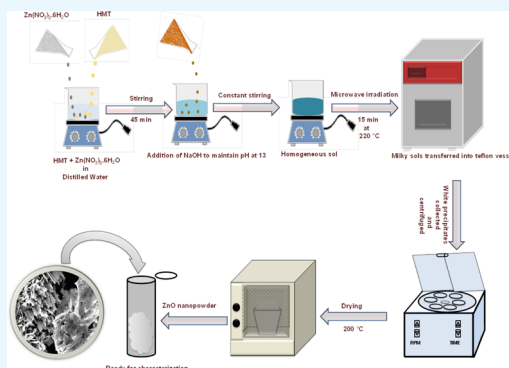 Zn(NO₃)₂.6H₂O
HMT
Stirring
45 min
Constant stirring
Microwave irradiation
15 min
at
220 °C
HMT + Zn(NO₃)₂.6H₂O
in
Distilled Water
Addition of NaOH to maintain pH at 13
Homogeneous sol
Milky sols transferred into teflon vess
White precipitates
collected
and
centrifuged
ZnO nanopowder
Drying
200 °C
RPM
TIME
Ready for characterization